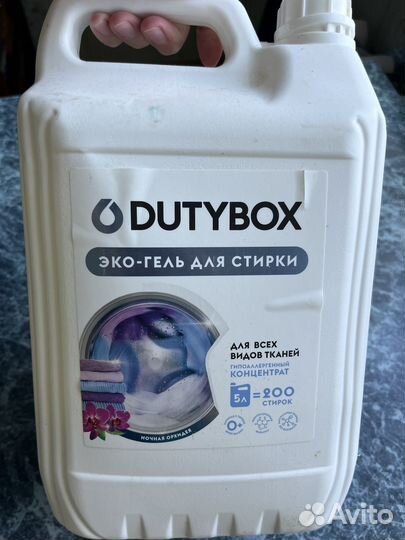 DUTYBOX
ЭКО-ГЕЛЬ ДЛЯ СТИРКИ
ДЛЯ ВСЕХ
ВИДОВ ТКАНЕЙ
ГИПОАЛЛЕРГЕННЫЙ
КОНЦЕНТРАТ
5Л = 200
СТИРОК
0+
НОЧНАЯ ОРХИДЕЯ
Avito